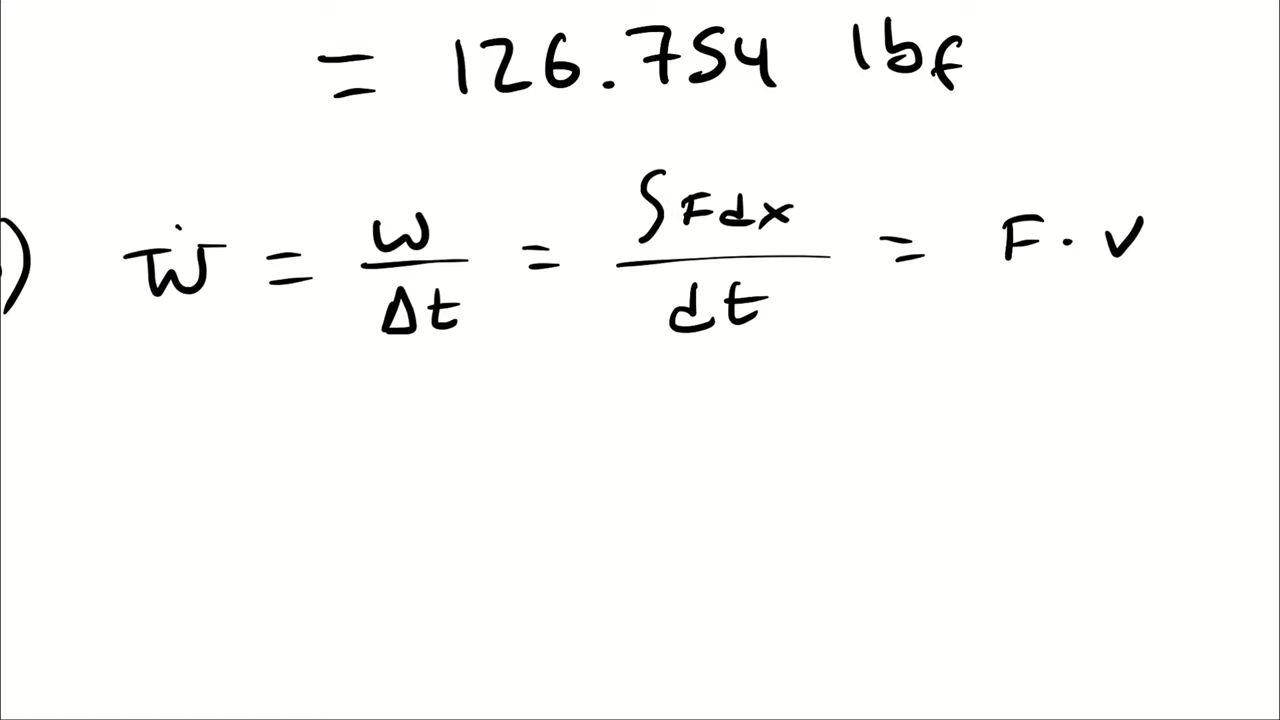 = 126.754 lbf
) Ẇ = W/Δt = ∫Fdx/dt = F · V